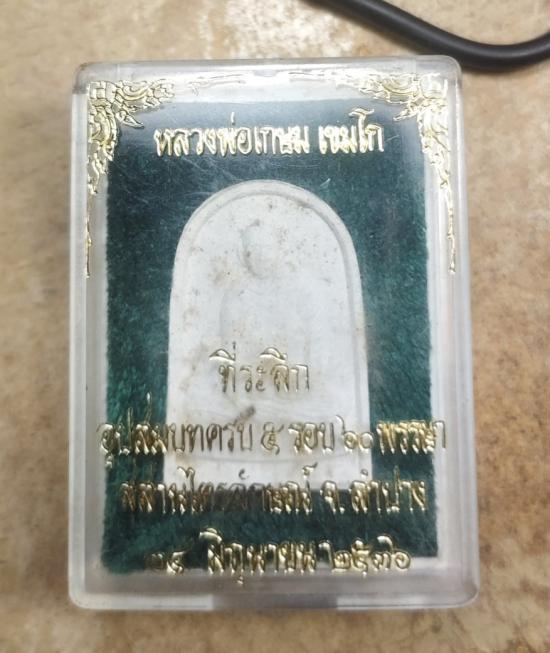 หลวงพ่อเกษม เขมโก
ที่ระลึก
อุปสมบทครบ ๕ รอบ ๖๐ พรรษา
สุสานไตรลักษณ์ จ. ลำปาง
มิถุนายน ๒๕๓๖